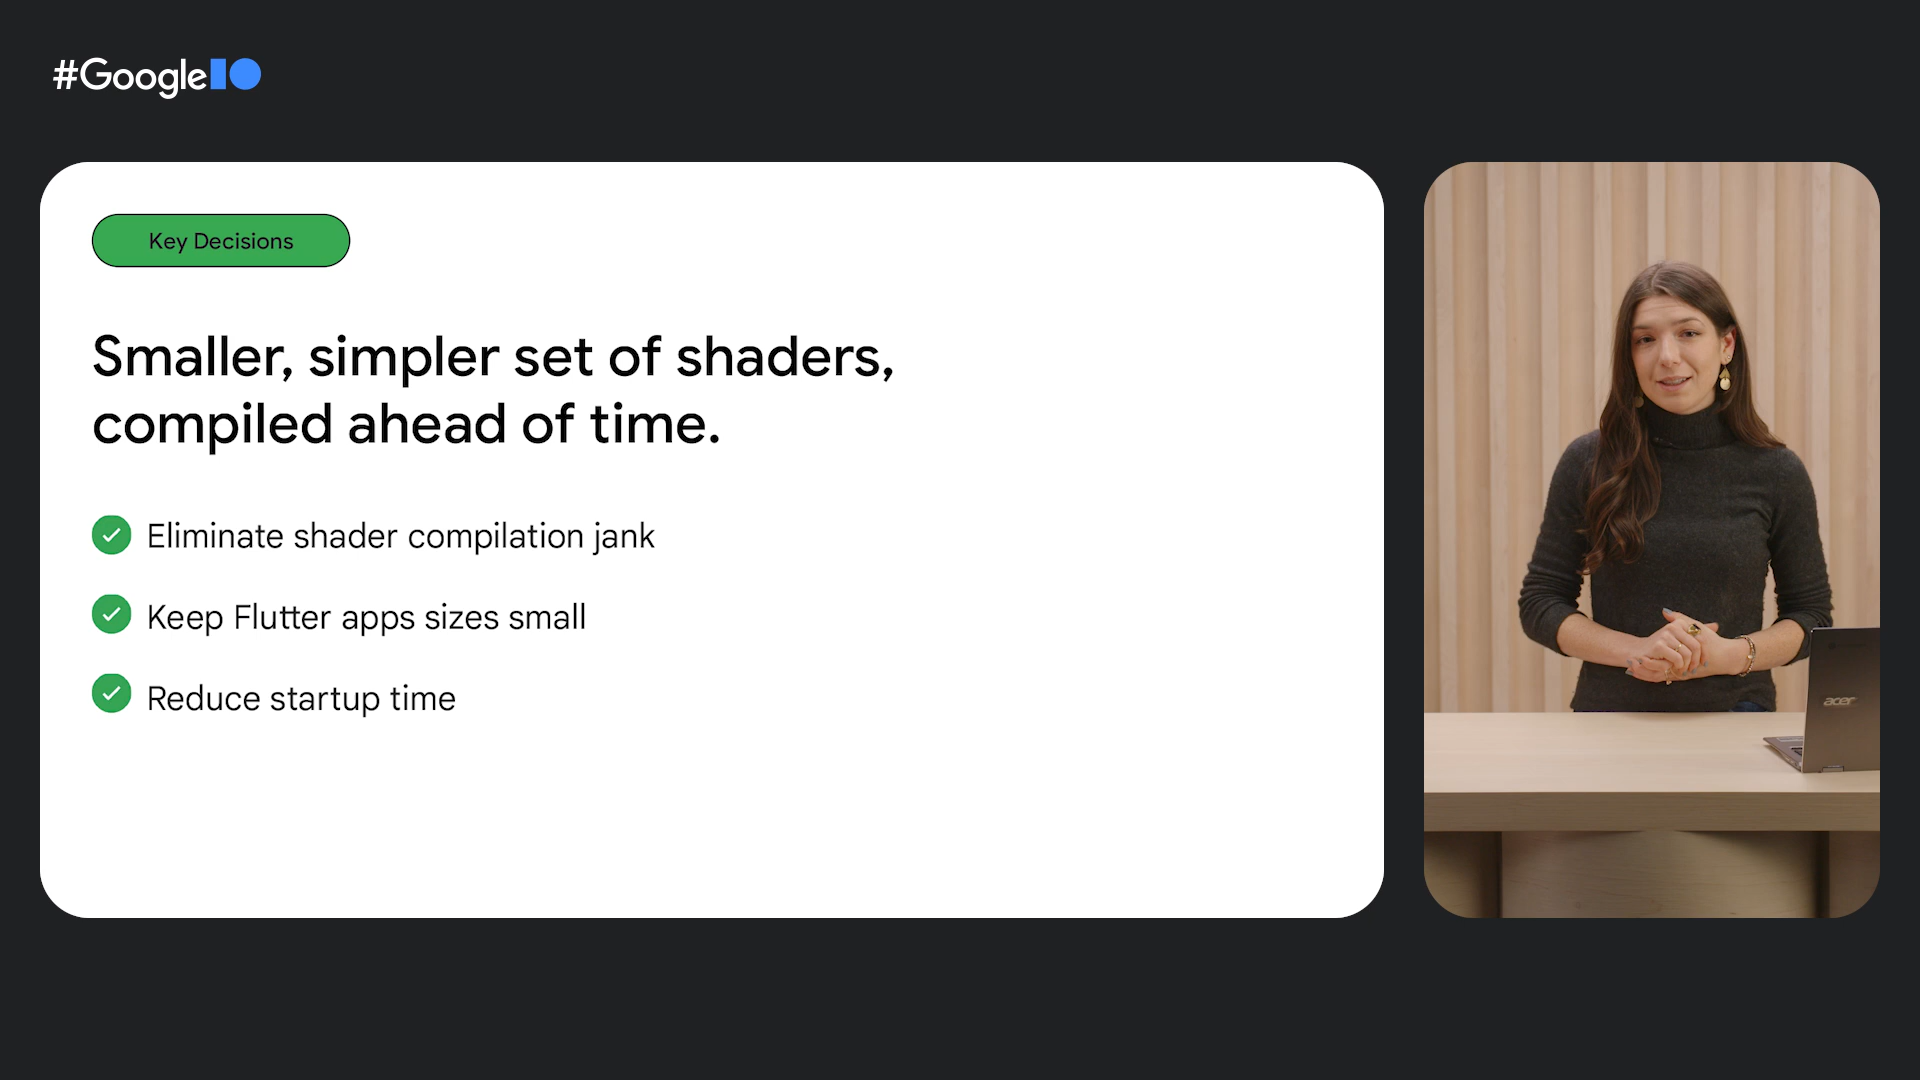 #GoogleIO
Key Decisions
Smaller, simpler set of shaders,
compiled ahead of time.
Eliminate shader compilation jank
Keep Flutter apps sizes small
Reduce startup time
acer